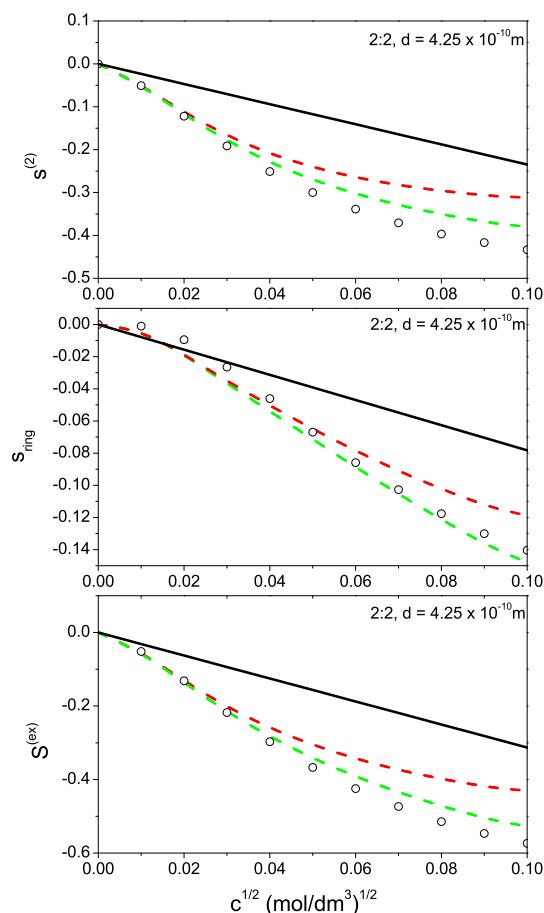 2:2, d = 4.25 x 10⁻¹⁰m
0.1
0.0
-0.1
-0.2
-0.3
-0.4
-0.5
s⁽²⁾
0.00 0.02 0.04 0.06 0.08 0.10
2:2, d = 4.25 x 10⁻¹⁰m
0.00
-0.02
-0.04
-0.06
-0.08
-0.10
-0.12
-0.14
s_ring
0.00 0.02 0.04 0.06 0.08 0.10
2:2, d = 4.25 x 10⁻¹⁰m
0.0
-0.2
-0.4
-0.6
S⁽ᵉˣ⁾
0.00 0.02 0.04 0.06 0.08 0.10
c^{1/2} (mol/dm³)^{1/2}